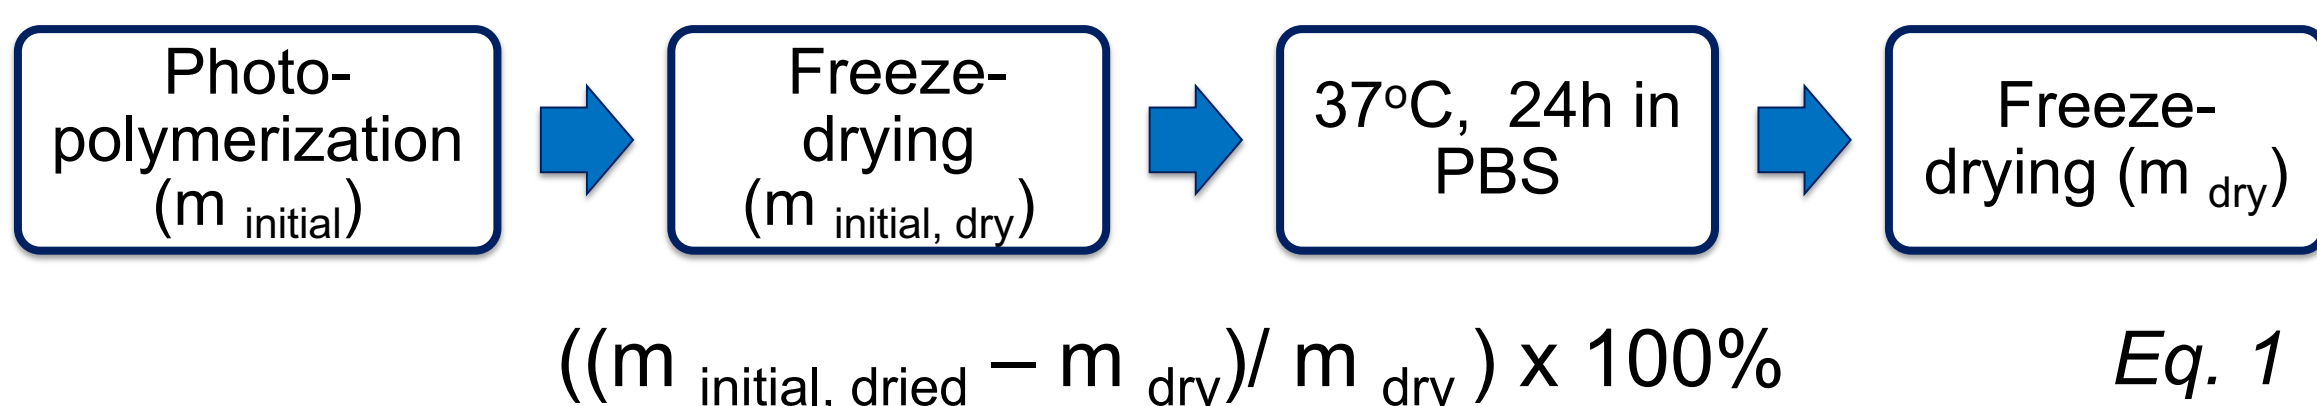 Photo-
polymerization
(m initial)
Freeze-
drying
(m initial, dry)
37oC, 24h in
PBS
Freeze-
drying (m dry)
((m initial, dried – m dry)/ m dry ) x 100% Eq. 1